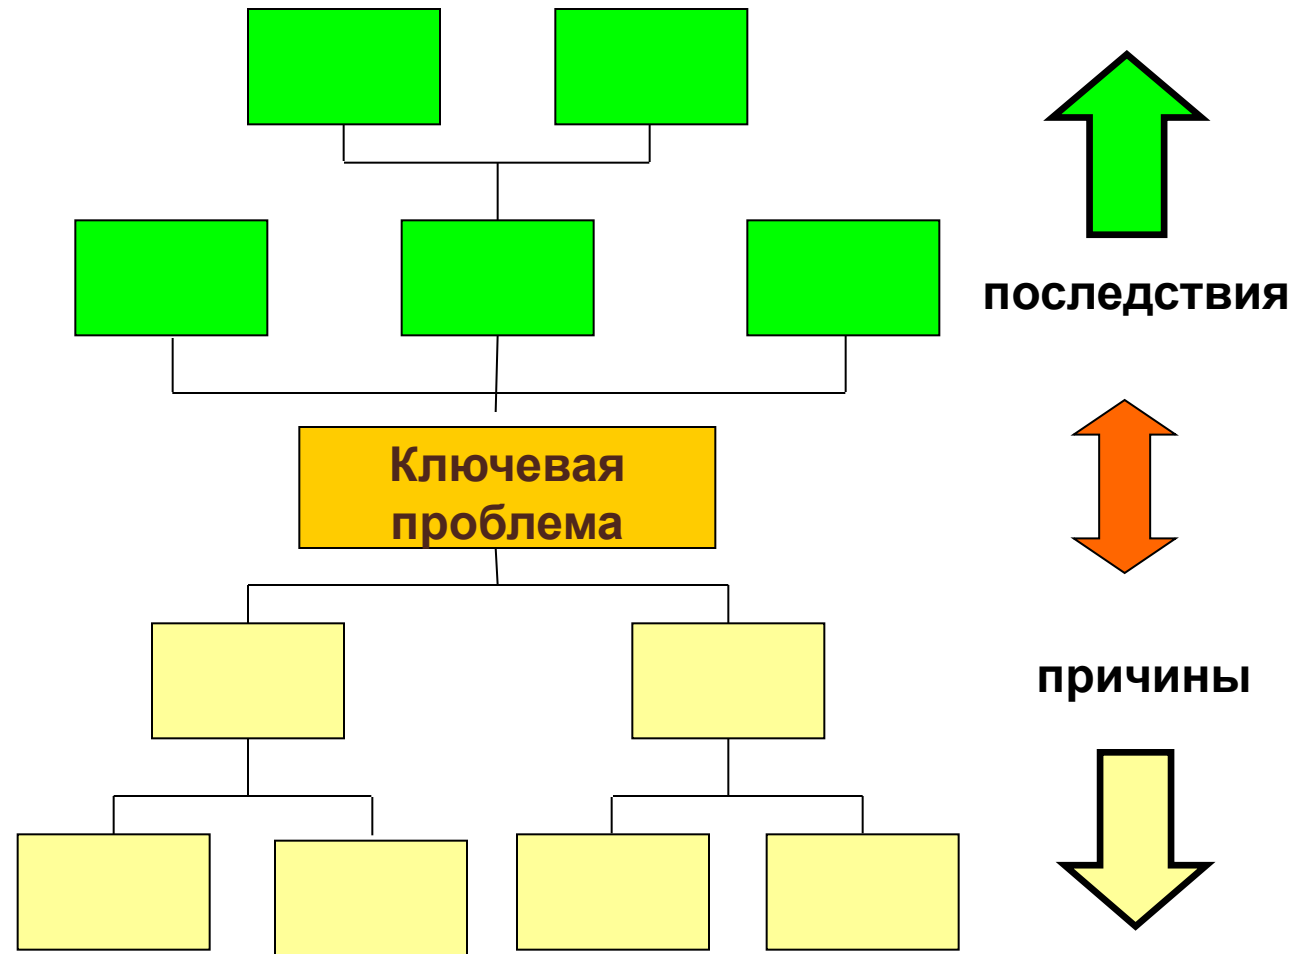 последствия
Ключевая
проблема
причины